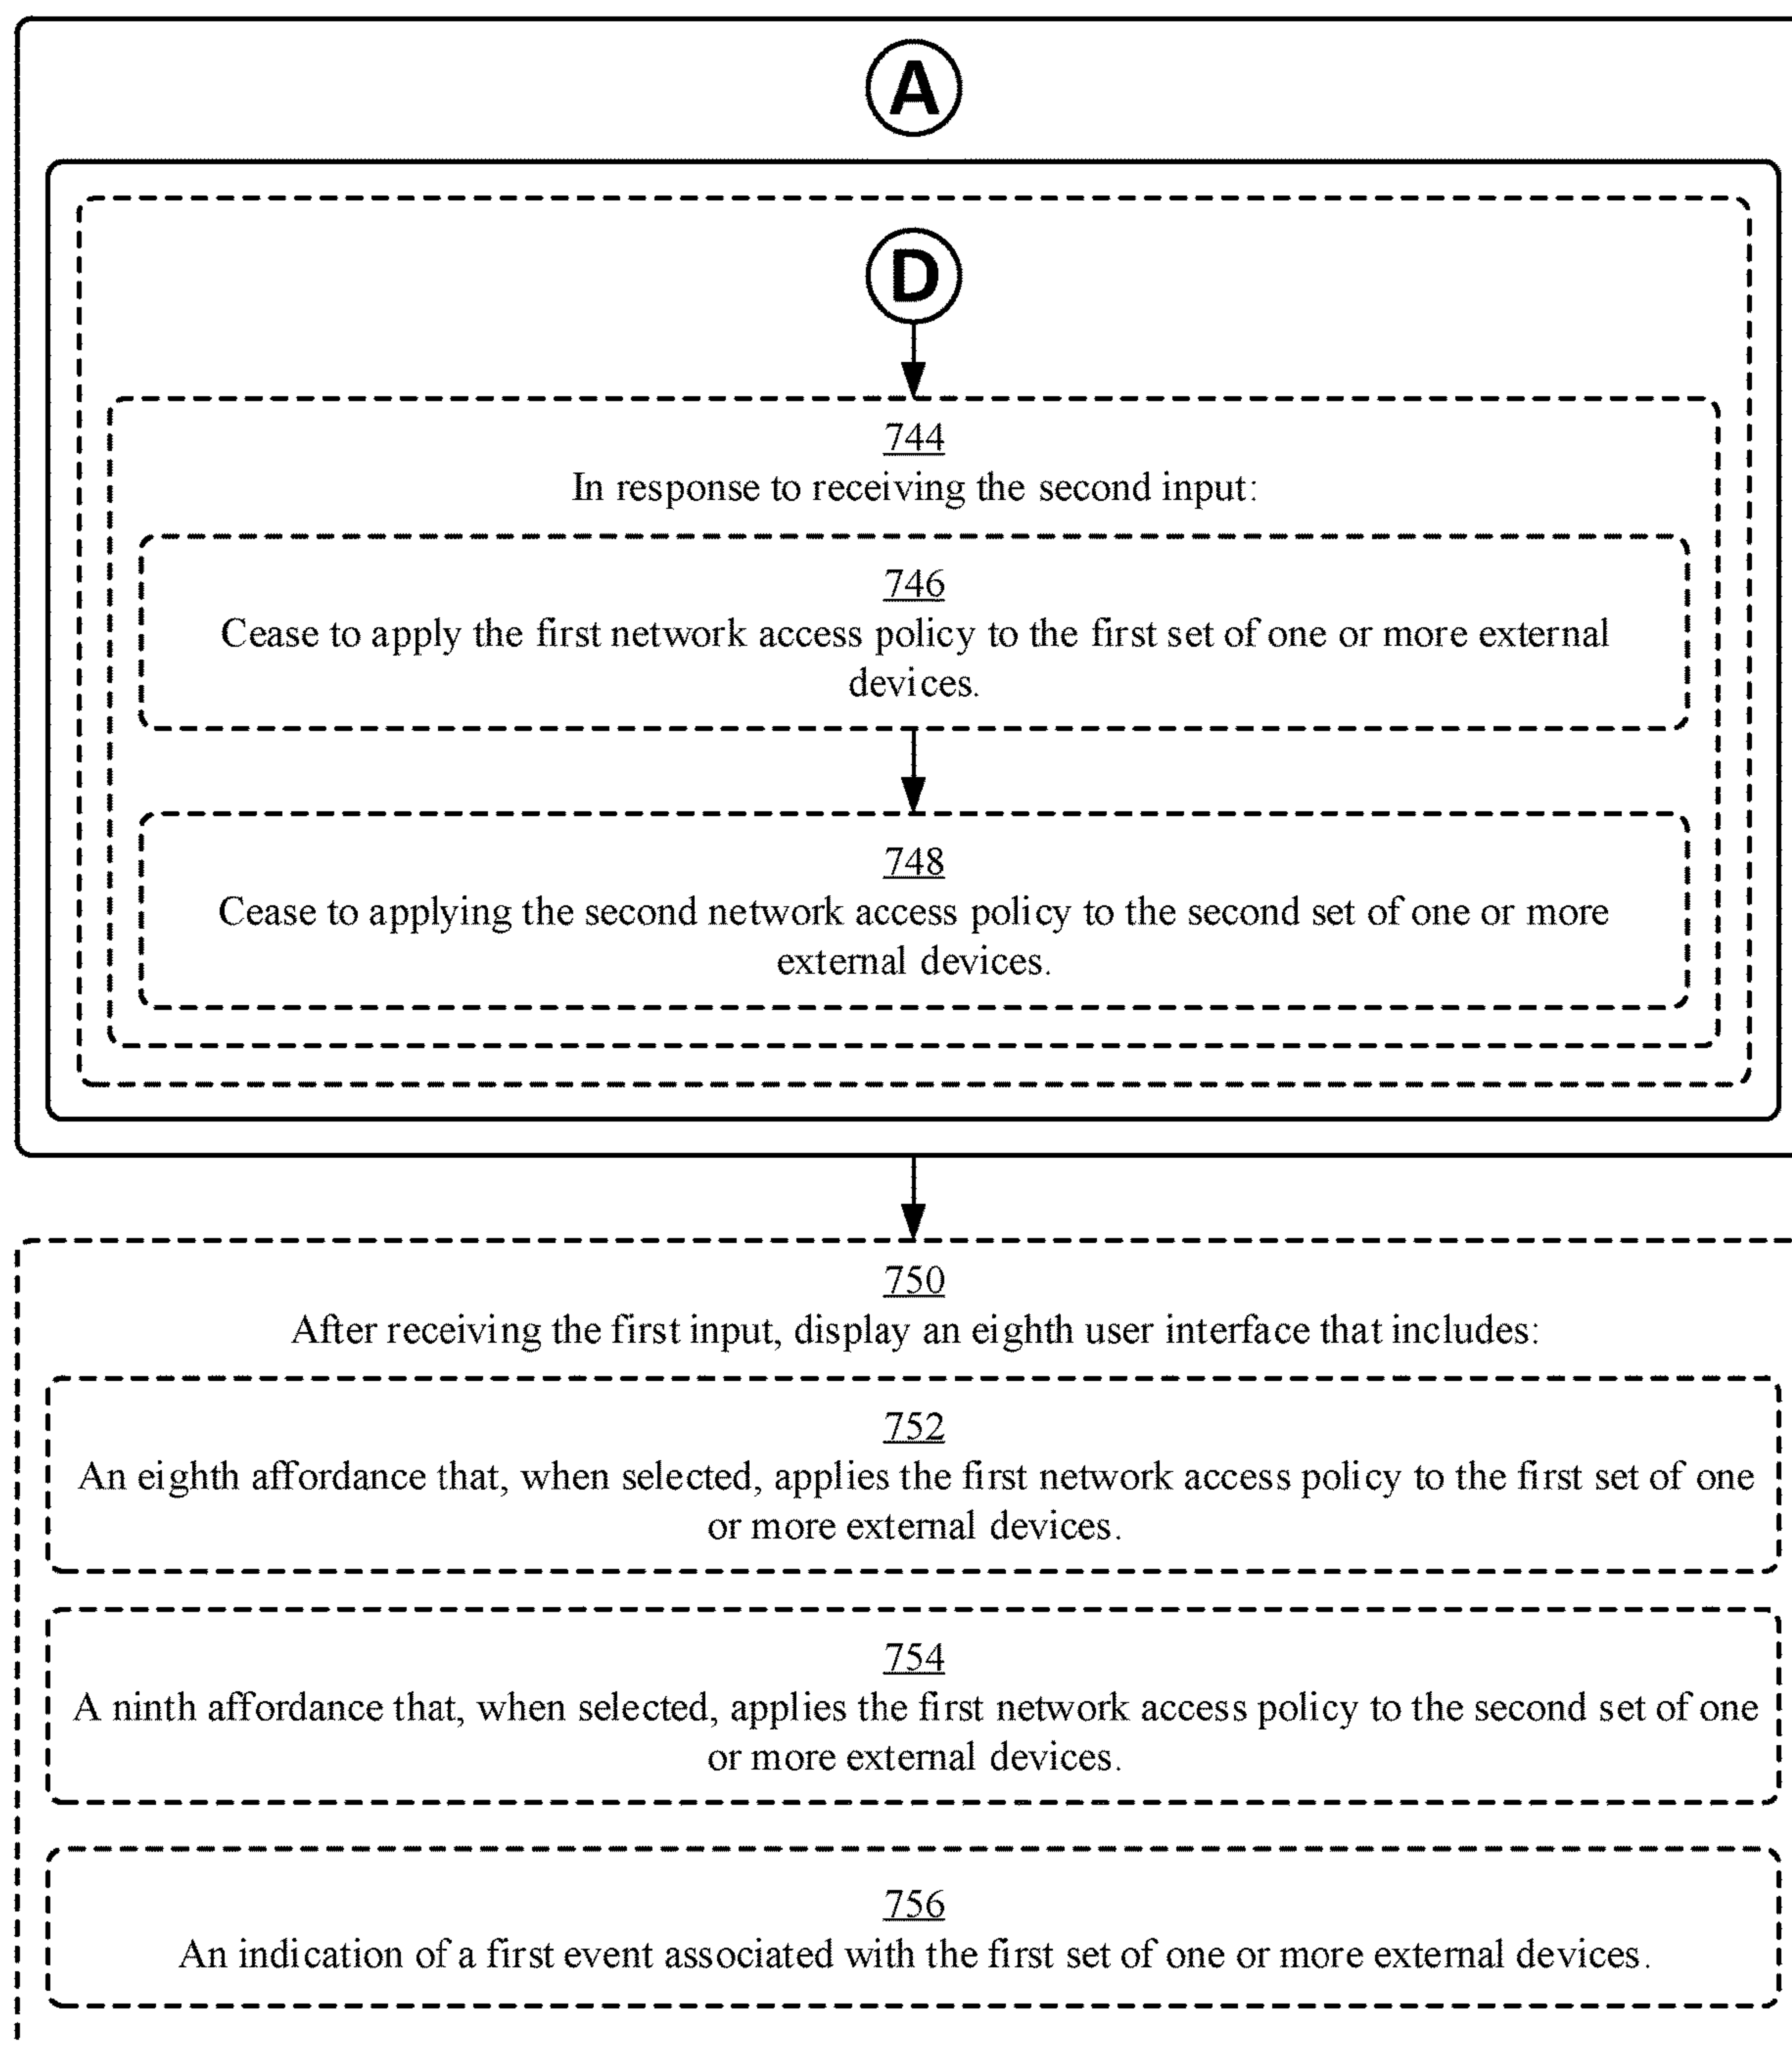 A
D
744
In response to receiving the second input:
746
Cease to apply the first network access policy to the first set of one or more external
devices.
748
Cease to applying the second network access policy to the second set of one or more
external devices.
750
After receiving the first input, display an eighth user interface that includes:
752
An eighth affordance that, when selected, applies the first network access policy to the first set of one
or more external devices.
754
A ninth affordance that, when selected, applies the first network access policy to the second set of one
or more external devices.
756
An indication of a first event associated with the first set of one or more external devices.